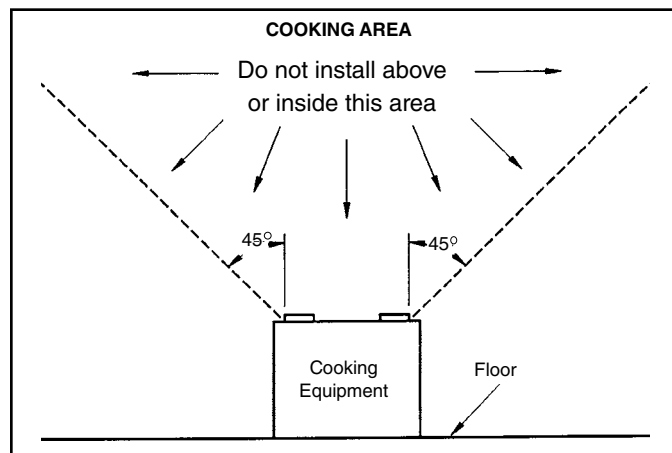 COOKING AREA
Do not install above
or inside this area
45°
45°
Cooking
Equipment
Floor